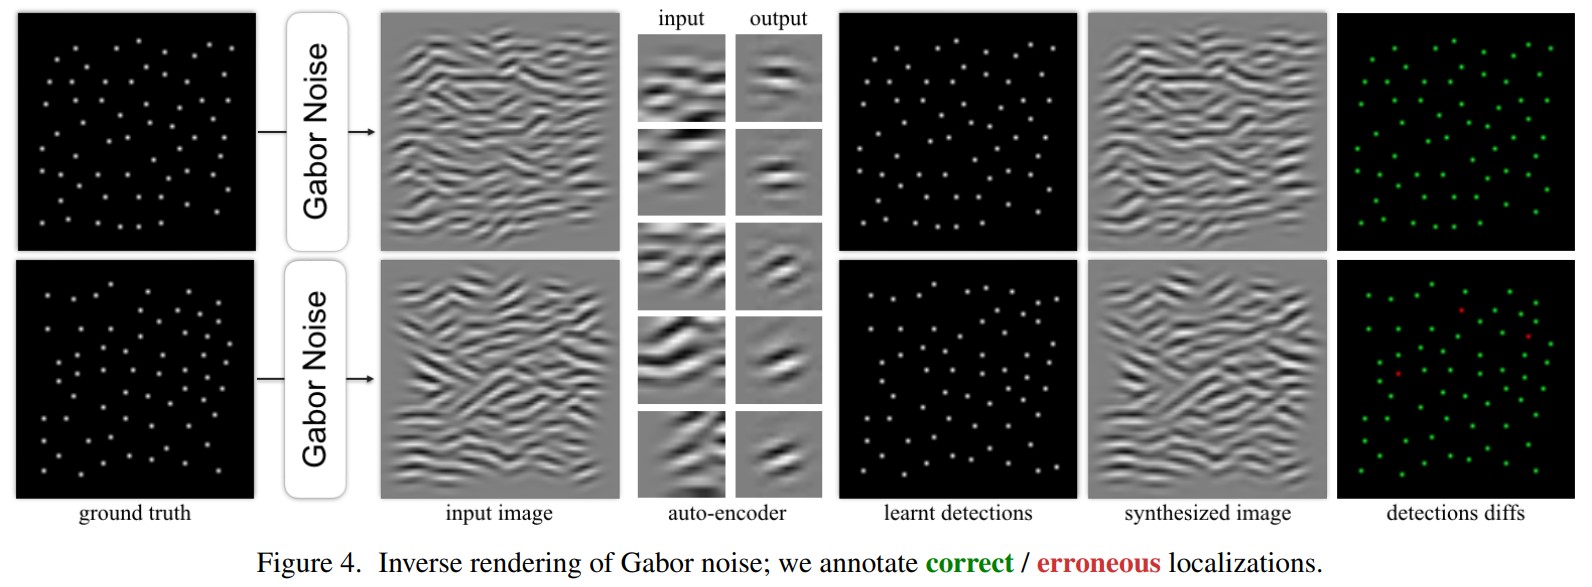 input output
Gabor Noise
Gabor Noise
ground truth input image auto-encoder learnt detections synthesized image detections diffs
Figure 4. Inverse rendering of Gabor noise; we annotate correct / erroneous localizations.